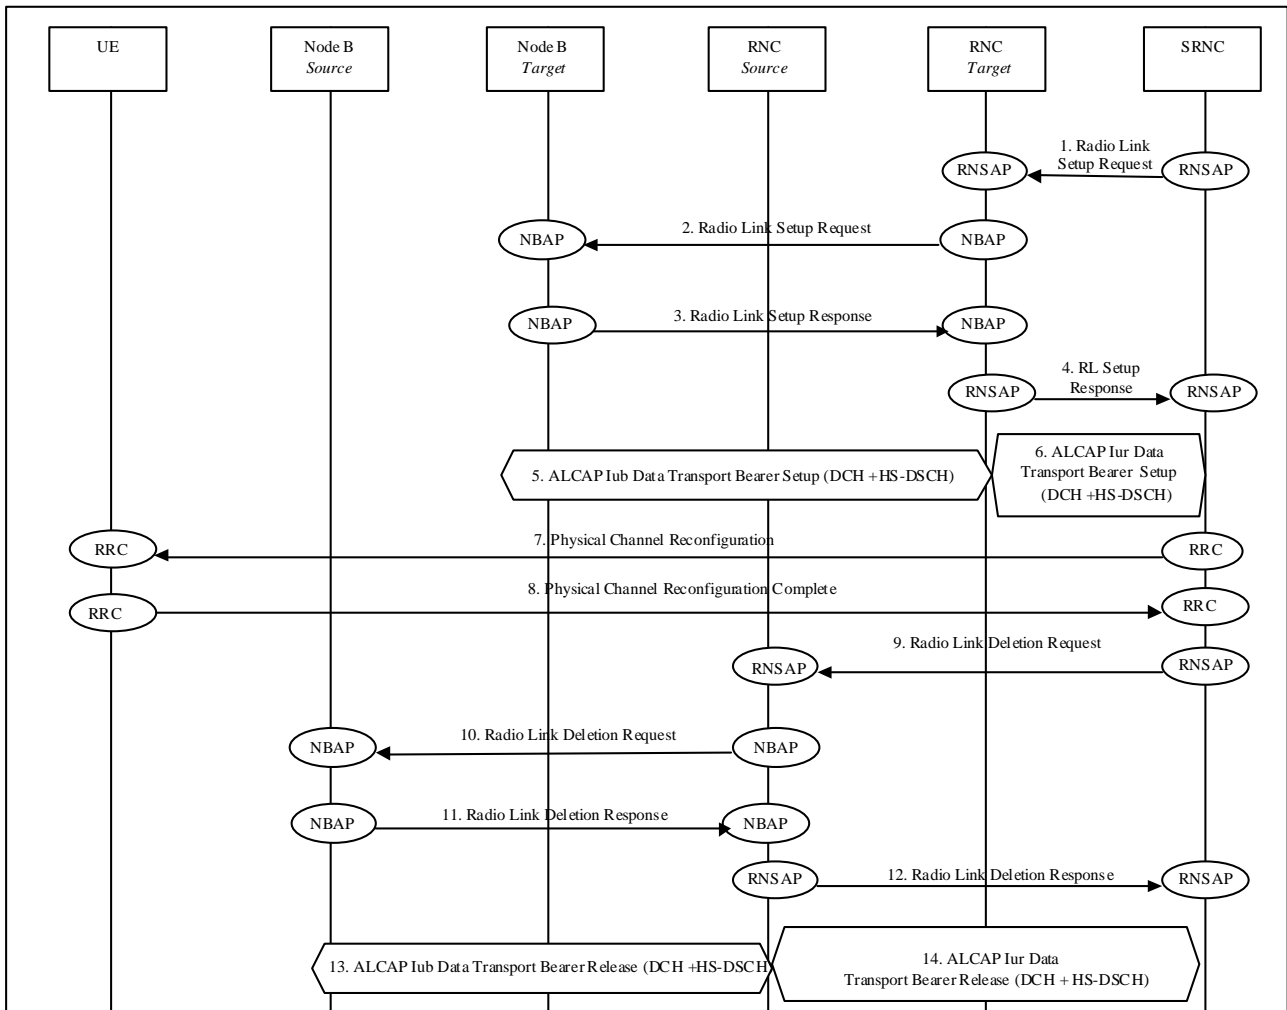 UE
Node B
Source
Node B
Target
RNC
Source
RNC
Target
SRNC
1. Radio Link
Setup Request
RNSAP
RNSAP
2. Radio Link Setup Request
NBAP
NBAP
3. Radio Link Setup Response
NBAP
NBAP
4. RL Setup
Response
RNSAP
RNSAP
5. ALCAP Iub Data Transport Bearer Setup (DCH +HS-DSCH)
6. ALCAP Iur Data
Transport Bearer Setup
(DCH +HS-DSCH)
7. Physical Channel Reconfiguration
RRC
RRC
8. Physical Channel Reconfiguration Complete
RRC
RRC
9. Radio Link Deletion Request
RNSAP
RNSAP
10. Radio Link Deletion Request
NBAP
NBAP
11. Radio Link Deletion Response
NBAP
NBAP
12. Radio Link Deletion Response
RNSAP
RNSAP
13. ALCAP Iub Data Transport Bearer Release (DCH +HS-DSCH)
14. ALCAP Iur Data
Transport Bearer Release (DCH + HS-DSCH)